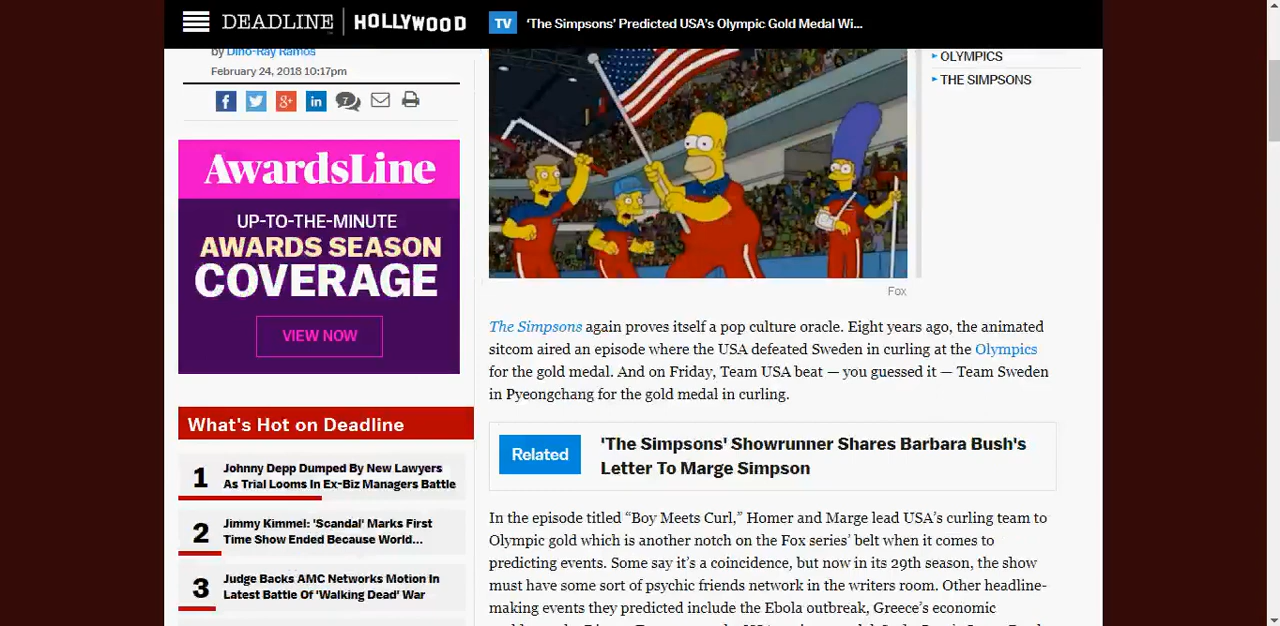 DEADLINE HOLLYWOOD
TV 'The Simpsons' Predicted USA's Olympic Gold Medal Wi...
by Dino-Ray Ramos
February 24, 2018 10:17pm
7
AwardsLine
UP-TO-THE-MINUTE
AWARDS SEASON
COVERAGE
VIEW NOW
What's Hot on Deadline
1
Johnny Depp Dumped By New Lawyers
As Trial Looms In Ex-Biz Managers Battle
2
Jimmy Kimmel: 'Scandal' Marks First
Time Show Ended Because World...
3
Judge Backs AMC Networks Motion In
Latest Battle Of 'Walking Dead' War
Fox
The Simpsons again proves itself a pop culture oracle. Eight years ago, the animated
sitcom aired an episode where the USA defeated Sweden in curling at the Olympics
for the gold medal. And on Friday, Team USA beat — you guessed it — Team Sweden
in Pyeongchang for the gold medal in curling.
Related
'The Simpsons' Showrunner Shares Barbara Bush's
Letter To Marge Simpson
In the episode titled “Boy Meets Curl,” Homer and Marge lead USA’s curling team to
Olympic gold which is another notch on the Fox series’ belt when it comes to
predicting events. Some say it’s a coincidence, but now in its 29th season, the show
must have some sort of psychic friends network in the writers room. Other headline-
making events they predicted include the Ebola outbreak, Greece’s economic
OLYMPICS
THE SIMPSONS